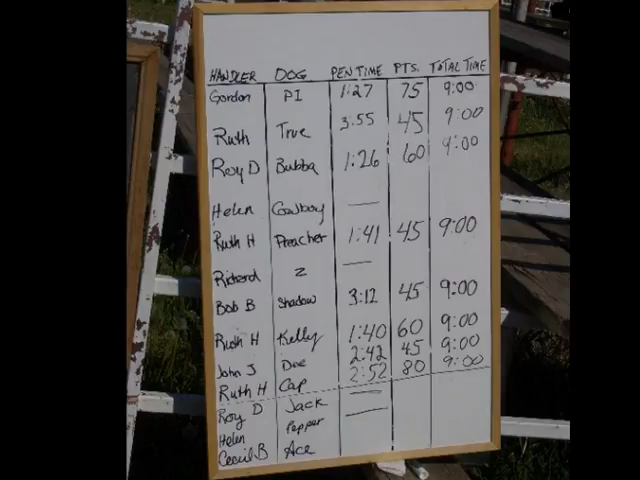 HANDLER DOG PEN TIME PTS. TOTAL TIME
Gordon PI 1:27 75 9:00
Ruth True 3:55 45 9:00
Roy D Bubba 1:26 60 9:00
Helen Cowboy —
Ruth H Preacher 1:41 45 9:00
Richard Z —
Bob B Shadow 3:12 45 9:00
Ruth H Kelly 1:40 60 9:00
John J Doe 2:42 45 9:00
Ruth H Cap 2:52 80 9:00
Roy D Jack —
Helen Pepper —
Cecil B Ace